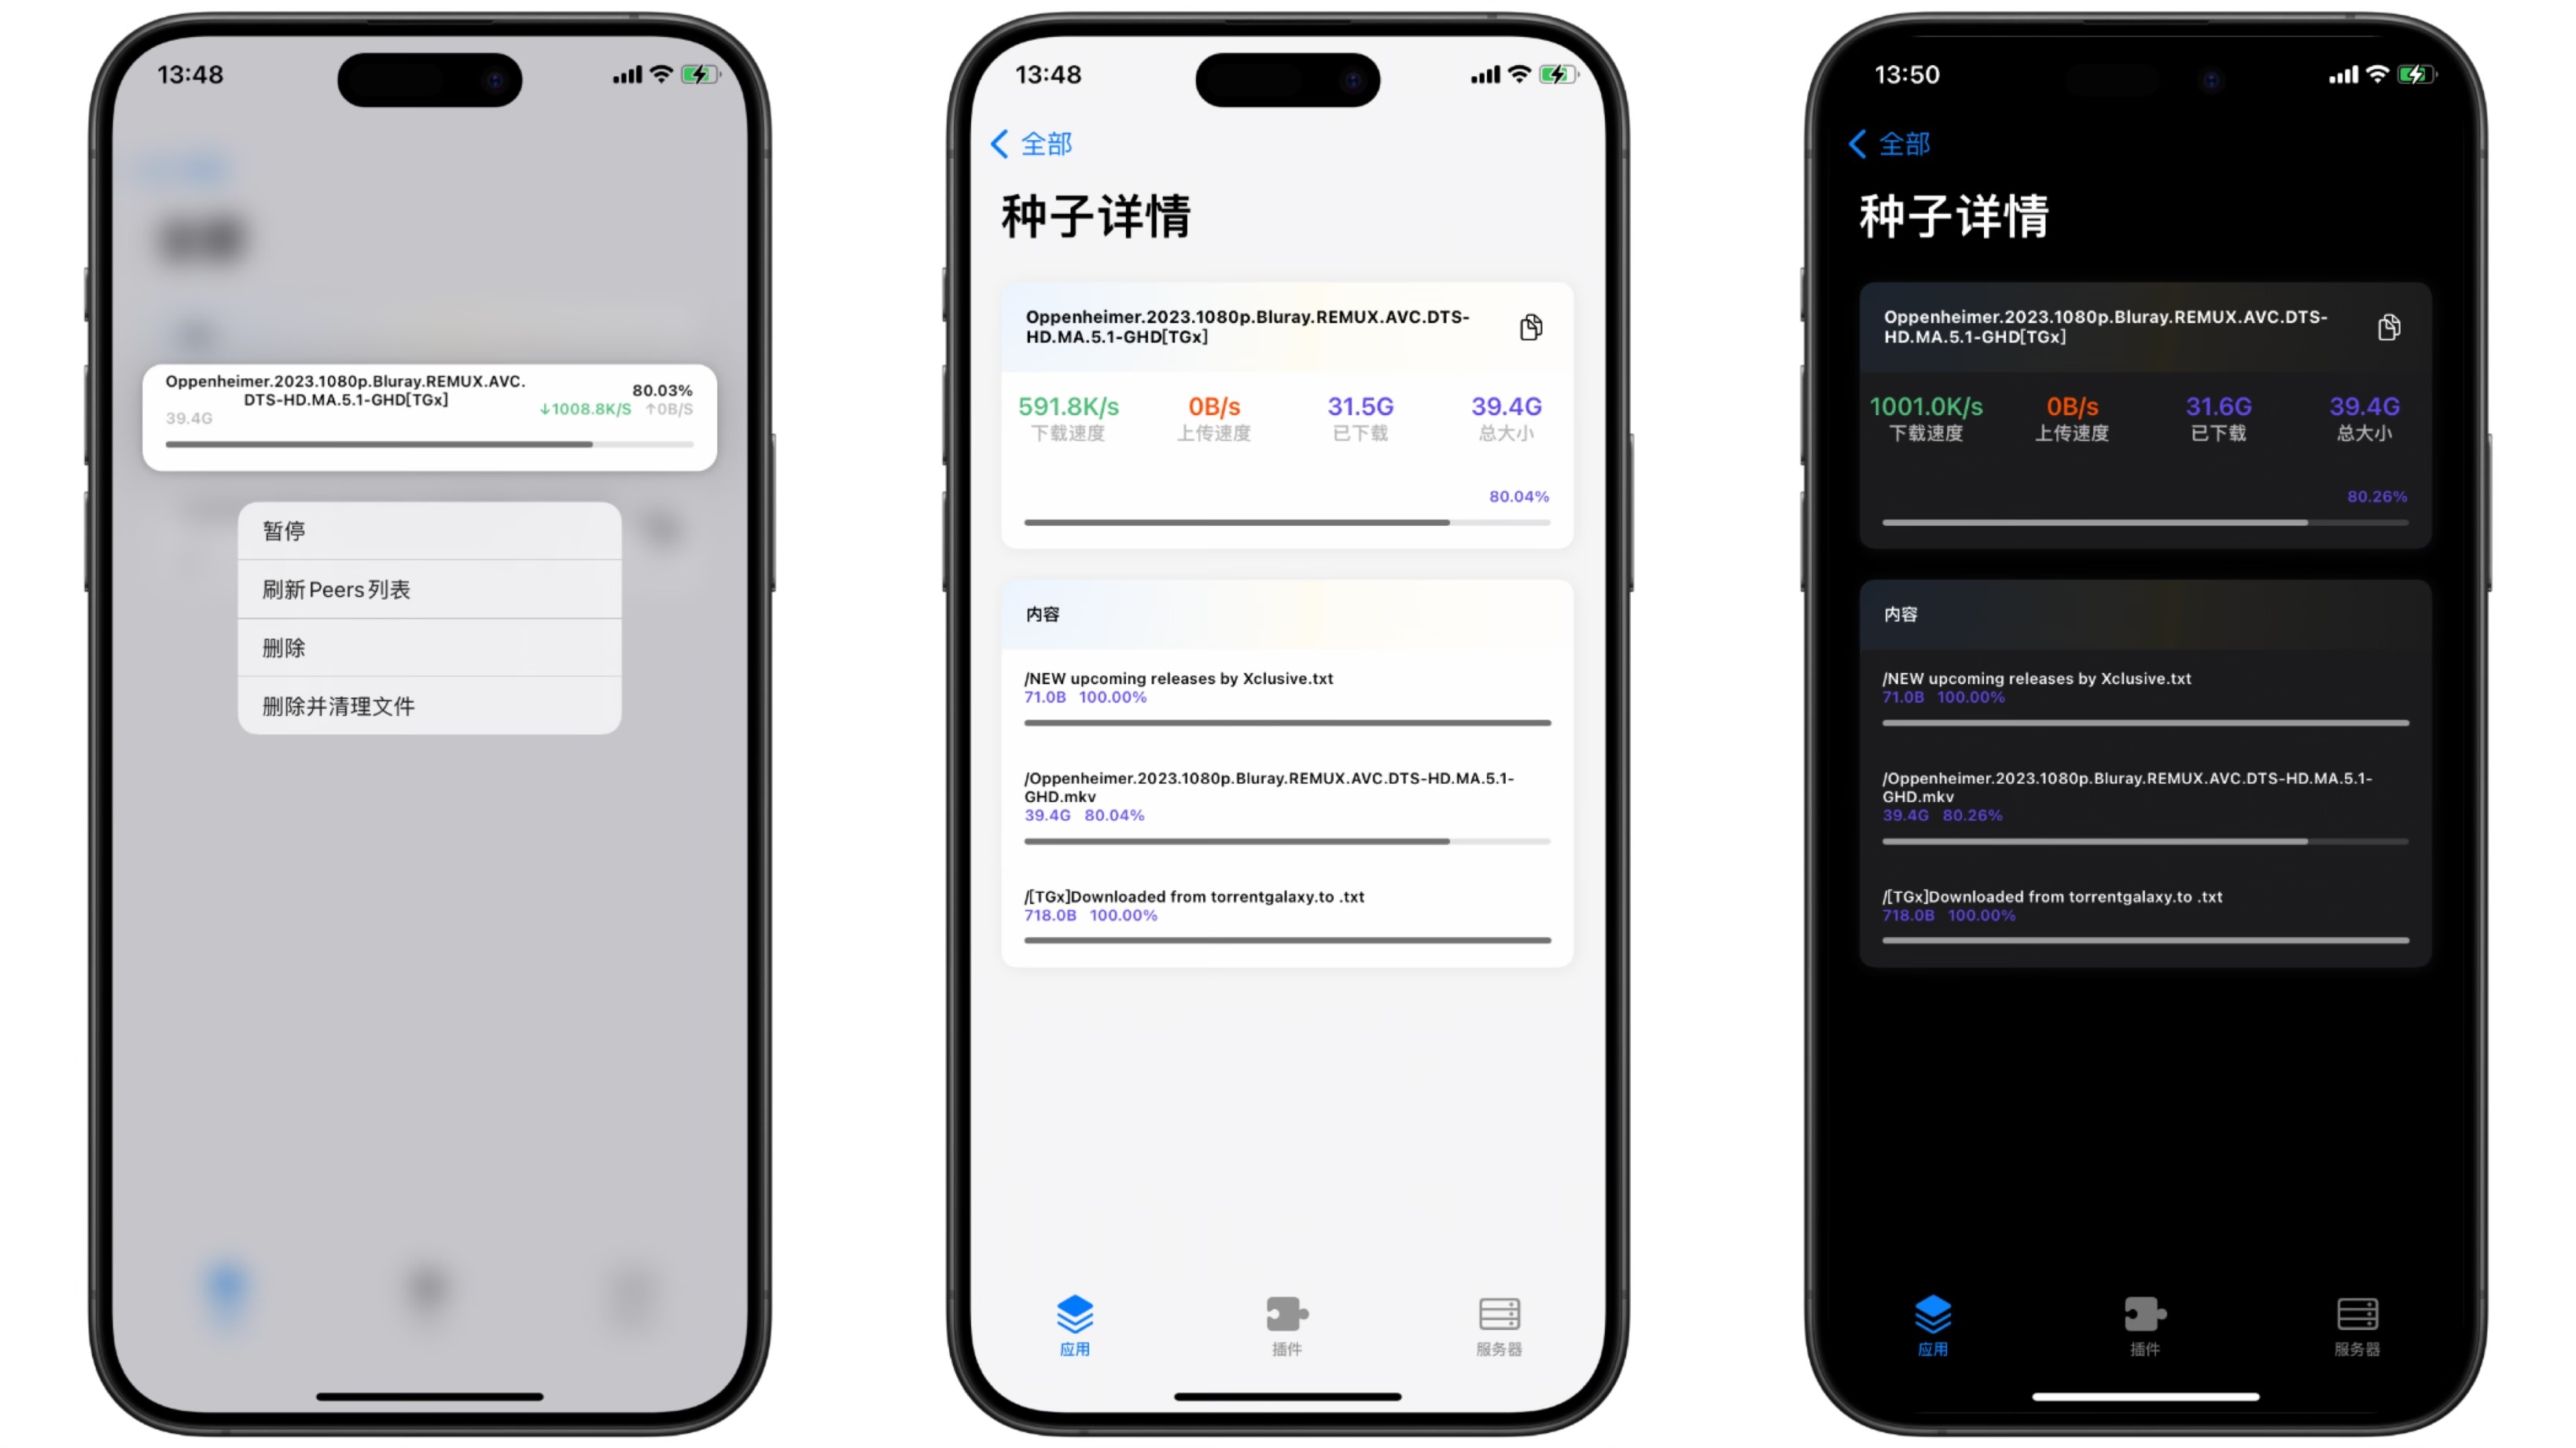 13:48
Oppenheimer.2023.1080p.Bluray.REMUX.AVC.
DTS-HD.MA.5.1-GHD[TGx]
80.03%
39.4G
↓1008.8K/S ↑0B/S
暂停
刷新Peers列表
删除
删除并清理文件
13:48
全部
种子详情
Oppenheimer.2023.1080p.Bluray.REMUX.AVC.DTS-
HD.MA.5.1-GHD[TGx]
591.8K/s 0B/s 31.5G 39.4G
下载速度 上传速度 已下载 总大小
80.04%
内容
/NEW upcoming releases by Xclusive.txt
71.0B 100.00%
/Oppenheimer.2023.1080p.Bluray.REMUX.AVC.DTS-HD.MA.5.1-
GHD.mkv
39.4G 80.04%
/[TGx]Downloaded from torrentgalaxy.to .txt
718.0B 100.00%
应用 插件 服务器
13:50
全部
种子详情
Oppenheimer.2023.1080p.Bluray.REMUX.AVC.DTS-
HD.MA.5.1-GHD[TGx]
1001.0K/s 0B/s 31.6G 39.4G
下载速度 上传速度 已下载 总大小
80.26%
内容
/NEW upcoming releases by Xclusive.txt
71.0B 100.00%
/Oppenheimer.2023.1080p.Bluray.REMUX.AVC.DTS-HD.MA.5.1-
GHD.mkv
39.4G 80.26%
/[TGx]Downloaded from torrentgalaxy.to .txt
718.0B 100.00%
应用 插件 服务器